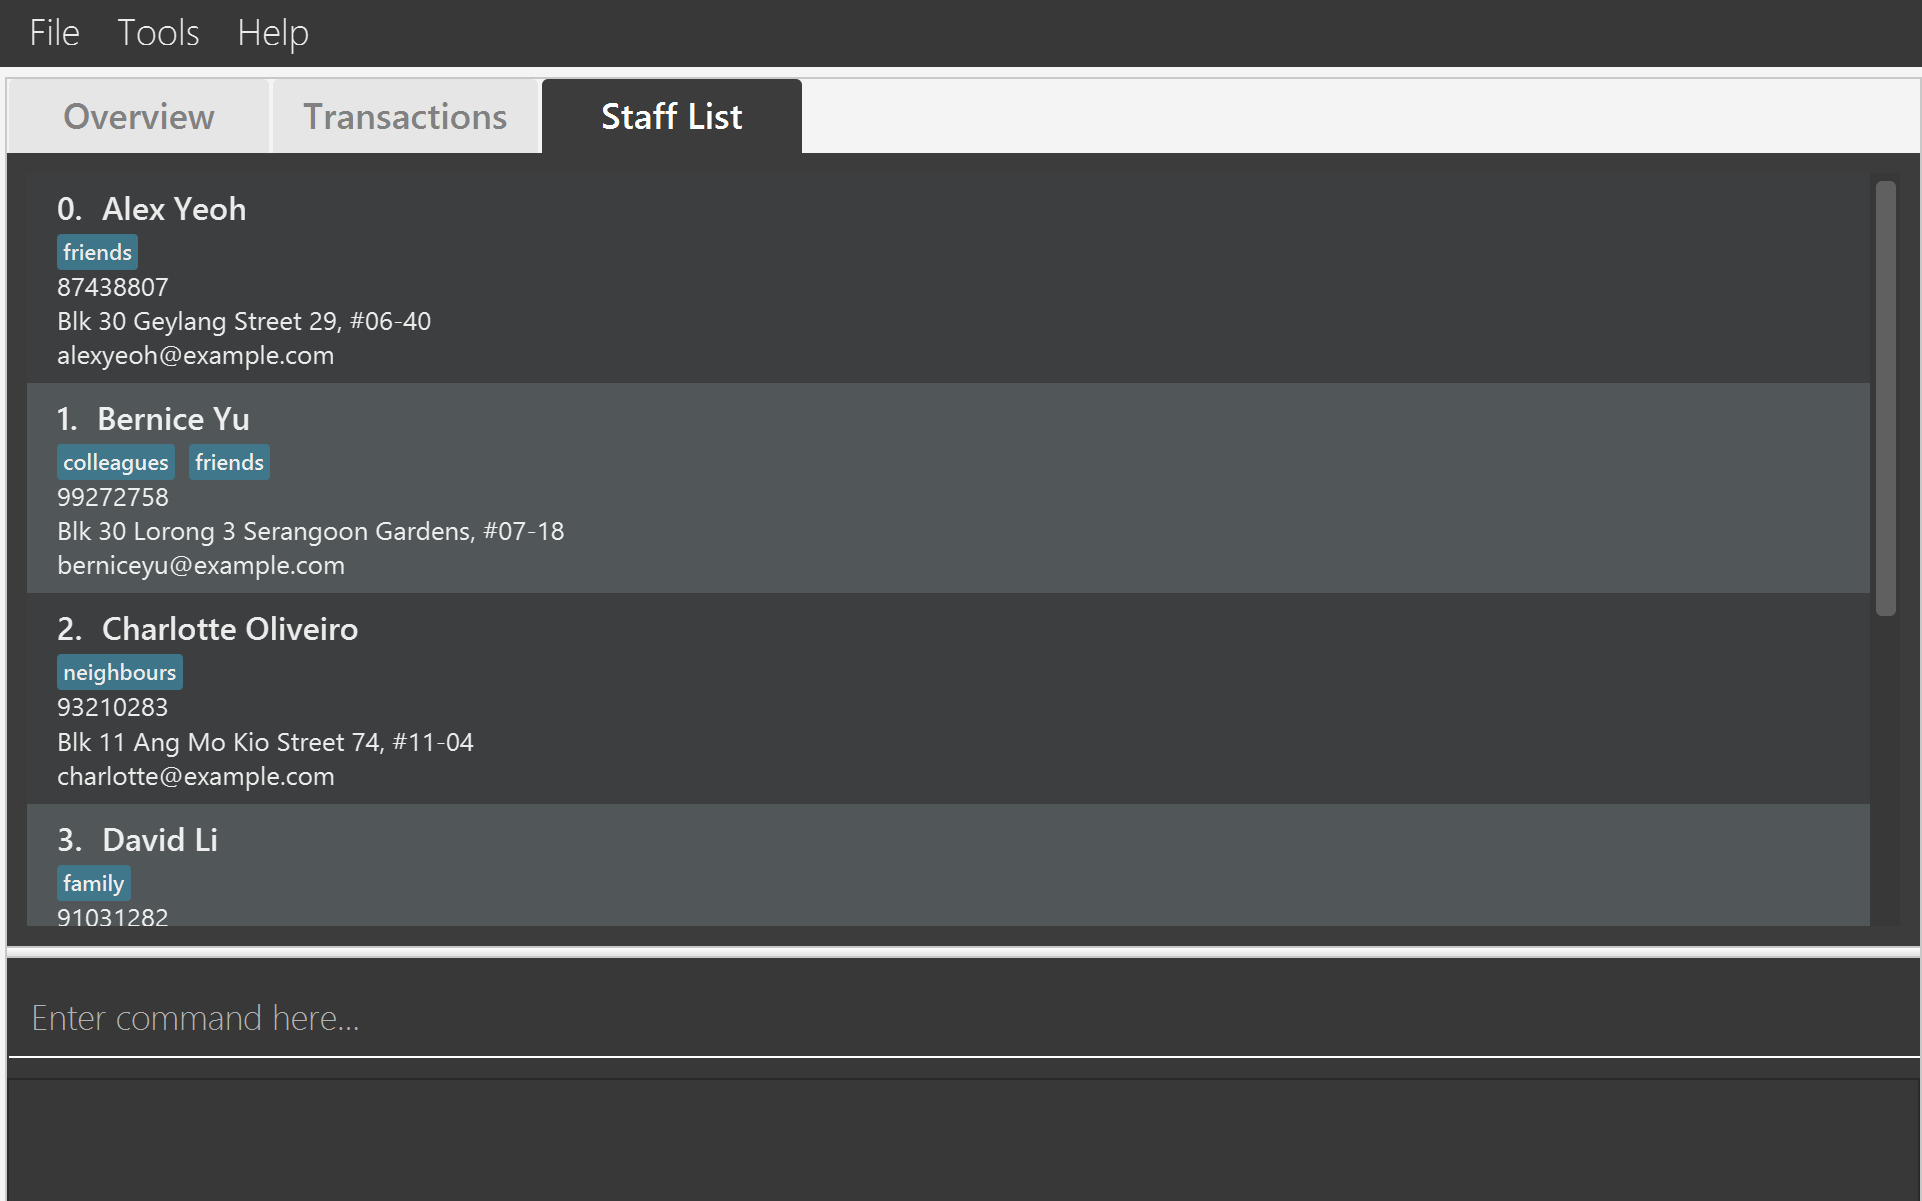 File Tools Help
Overview Transactions Staff List
0. Alex Yeoh
friends
87438807
Blk 30 Geylang Street 29, #06-40
alexyeoh@example.com
1. Bernice Yu
colleagues friends
99272758
Blk 30 Lorong 3 Serangoon Gardens, #07-18
berniceyu@example.com
2. Charlotte Oliveiro
neighbours
93210283
Blk 11 Ang Mo Kio Street 74, #11-04
charlotte@example.com
3. David Li
family
91031282
Enter command here...